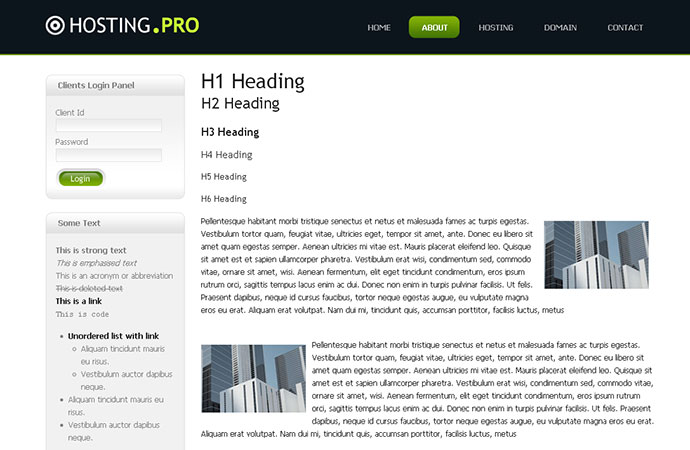 HOSTING.PRO
HOME
ABOUT
HOSTING
DOMAIN
CONTACT
Clients Login Panel
Client Id
Password
Login
Some Text
This is strong text
This is emphasised text
This is an acronym or abbreviation
This is deleted text
This is a link
This is code
Unordered list with link
Aliquam tincidunt mauris
eu risus.
Vestibulum auctor dapibus
neque.
Aliquam tincidunt mauris eu
risus.
Vestibulum auctor dapibus
neque.
H1 Heading
H2 Heading
H3 Heading
H4 Heading
H5 Heading
H6 Heading
Pellentesque habitant morbi tristique senectus et netus et malesuada fames ac turpis egestas.
Vestibulum tortor quam, feugiat vitae, ultricies eget, tempor sit amet, ante. Donec eu libero sit
amet quam egestas semper. Aenean ultricies mi vitae est. Mauris placerat eleifend leo. Quisque
sit amet est et sapien ullamcorper pharetra. Vestibulum erat wisi, condimentum sed, commodo
vitae, ornare sit amet, wisi. Aenean fermentum, elit eget tincidunt condimentum, eros ipsum
rutrum orci, sagittis tempus lacus enim ac dui. Donec non enim in turpis pulvinar facilisis. Ut felis.
Praesent dapibus, neque id cursus faucibus, tortor neque egestas augue, eu vulputate magna
eros eu erat. Aliquam erat volutpat. Nam dui mi, tincidunt quis, accumsan porttitor, facilisis luctus, metus
Pellentesque habitant morbi tristique senectus et netus et malesuada fames ac turpis egestas.
Vestibulum tortor quam, feugiat vitae, ultricies eget, tempor sit amet, ante. Donec eu libero sit
amet quam egestas semper. Aenean ultricies mi vitae est. Mauris placerat eleifend leo. Quisque sit
amet est et sapien ullamcorper pharetra. Vestibulum erat wisi, condimentum sed, commodo vitae,
ornare sit amet, wisi. Aenean fermentum, elit eget tincidunt condimentum, eros ipsum rutrum
orci, sagittis tempus lacus enim ac dui. Donec non enim in turpis pulvinar facilisis. Ut felis. Praesent
dapibus, neque id cursus faucibus, tortor neque egestas augue, eu vulputate magna eros eu erat.
Aliquam erat volutpat. Nam dui mi, tincidunt quis, accumsan porttitor, facilisis luctus, metus